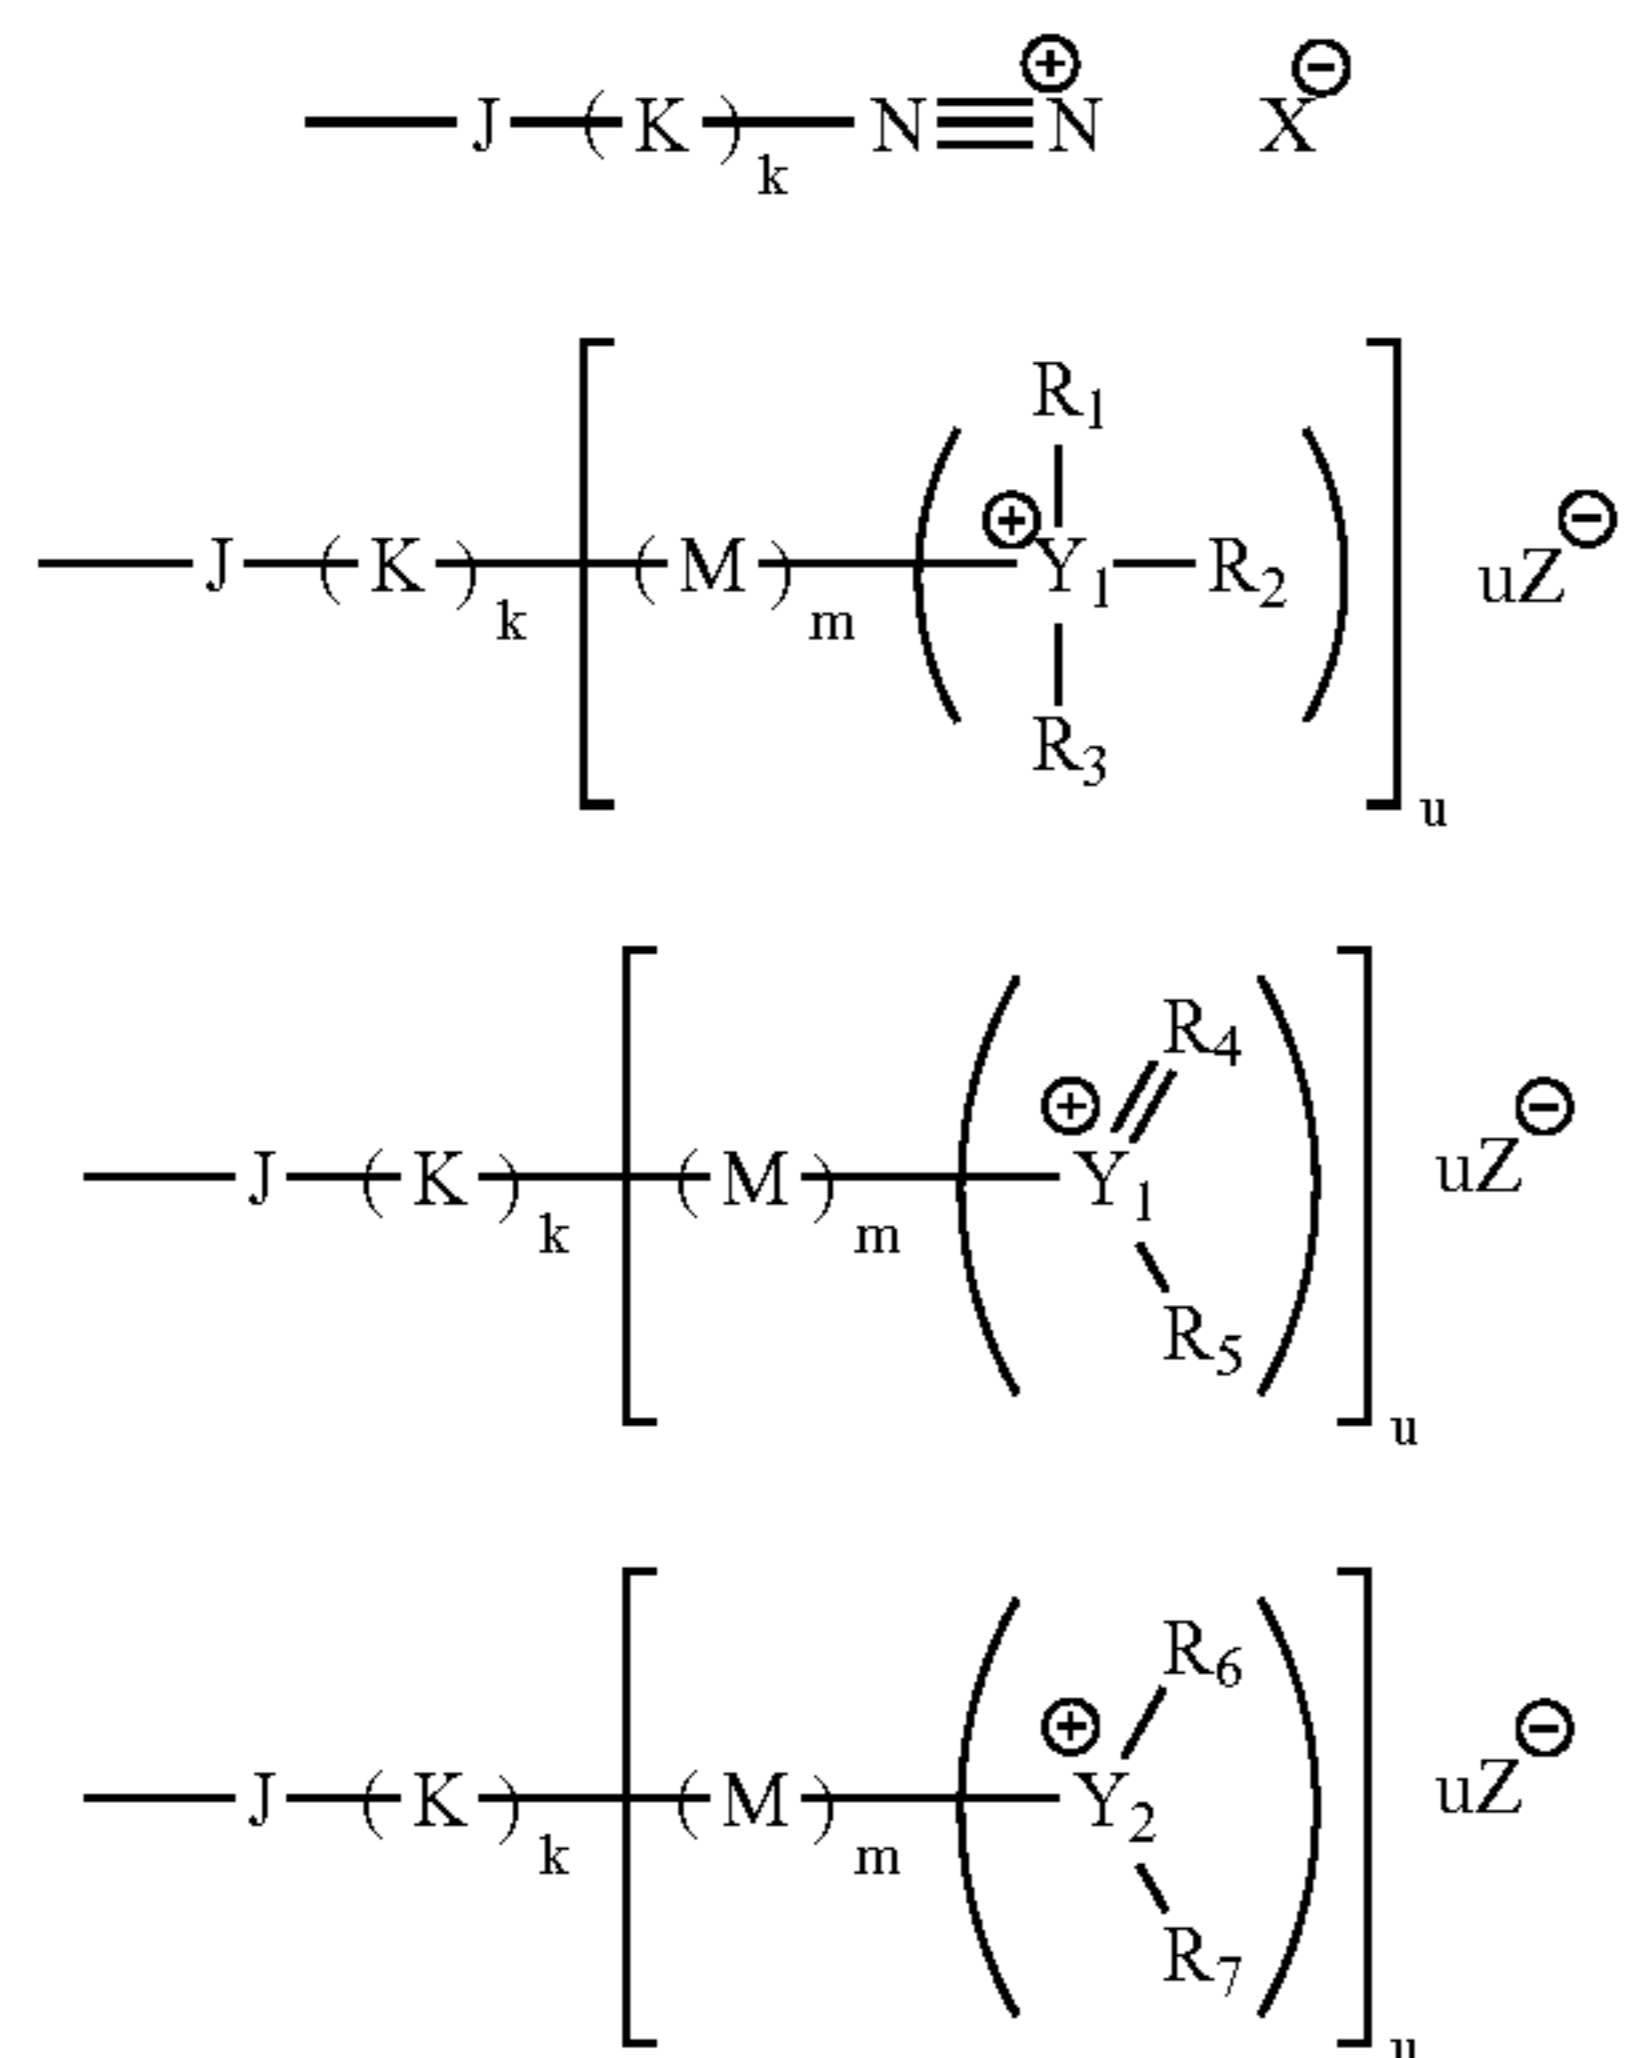 —J—(K)k—N≡N⊕ X⊖
—J—(K)k—[(M)m—(⊕Y1(R1)(—R2)(R3))]u uZ⊖
—J—(K)k—[(M)m—(⊕Y1(=R4)(R5))]u uZ⊖
—J—(K)k—[(M)m—(⊕Y2(R6)(R7))]u uZ⊖